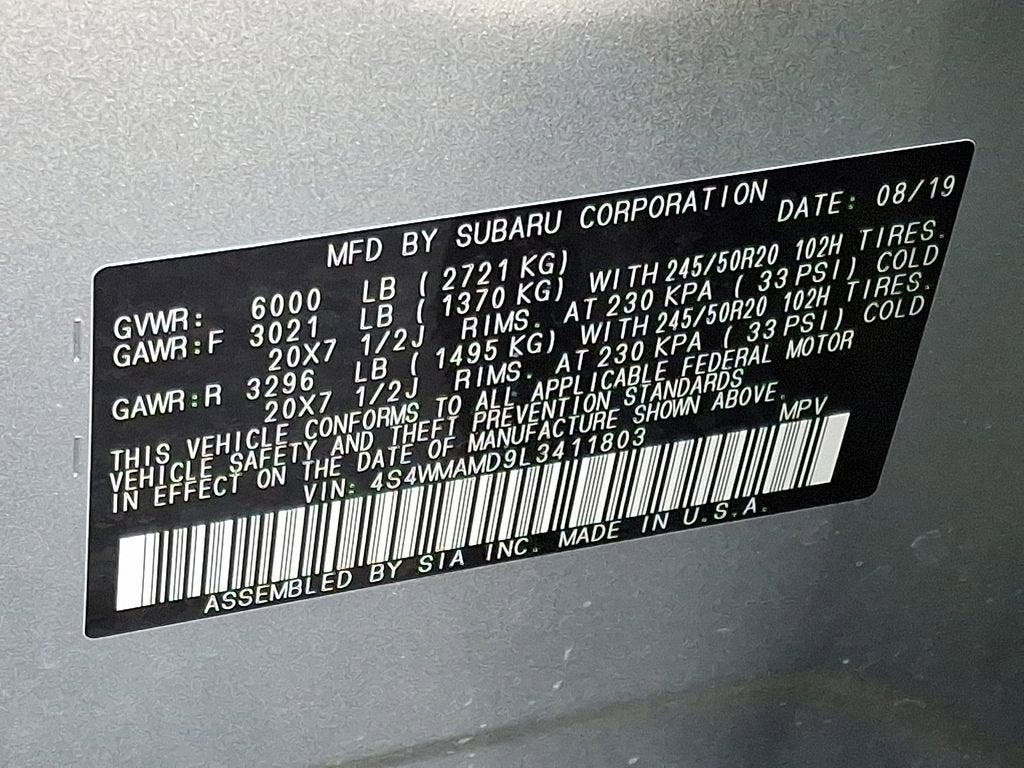 MFD BY SUBARU CORPORATION
DATE: 08/19
GVWR: 6000 LB ( 2721 KG)
GAWR:F 3021 LB ( 1370 KG) WITH 245/50R20 102H TIRES.
20X7 1/2J RIMS. AT 230 KPA ( 33 PSI) COLD
GAWR:R 3296 LB ( 1495 KG) WITH 245/50R20 102H TIRES.
20X7 1/2J RIMS. AT 230 KPA ( 33 PSI) COLD
THIS VEHICLE CONFORMS TO ALL APPLICABLE FEDERAL MOTOR
VEHICLE SAFETY AND THEFT PREVENTION STANDARDS
IN EFFECT ON THE DATE OF MANUFACTURE SHOWN ABOVE.
VIN: 4S4WMAMD9L3411803 MPV
ASSEMBLED BY SIA INC. MADE IN U.S.A.